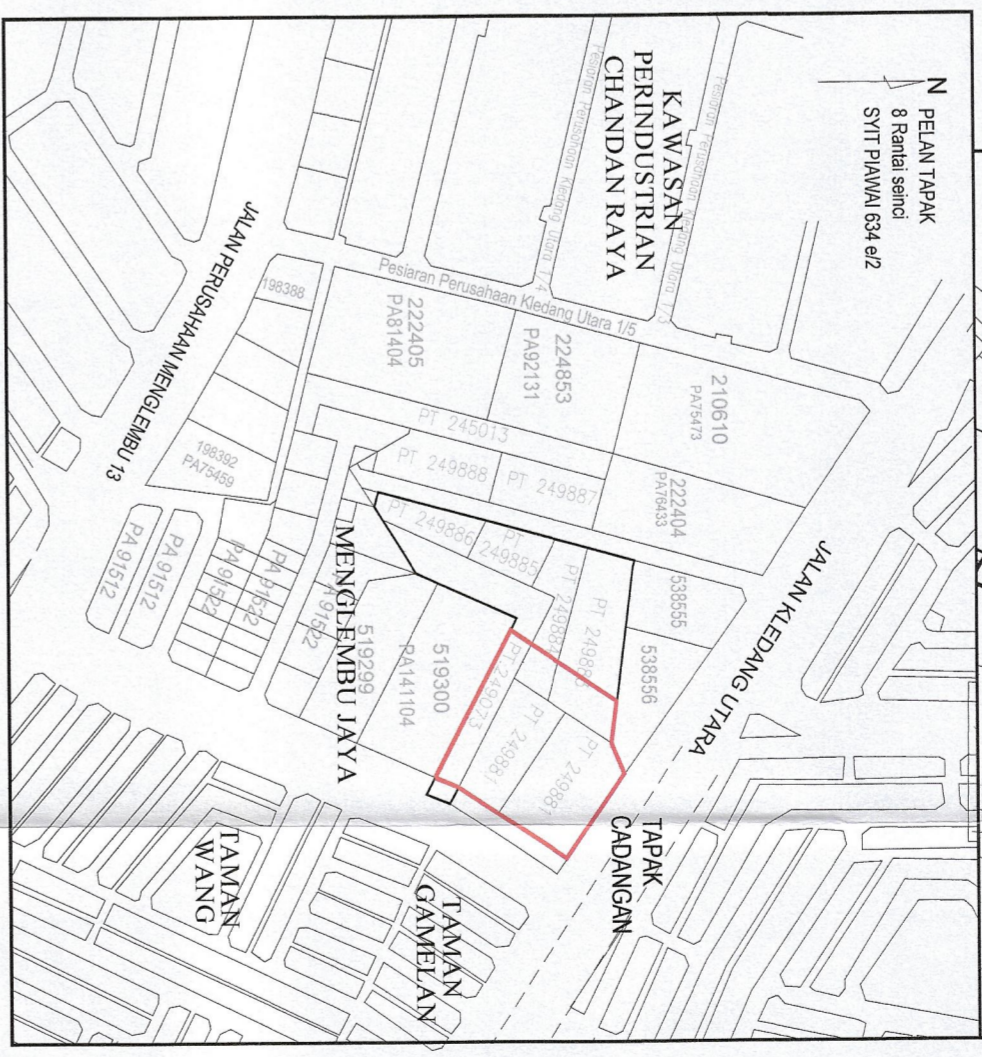 N
PELAN TAPAK
8 Rantai seinci
SYIT PIAWAI 634 e/2
KAWASAN
PERINDUSTRIAN
CHANDAN RAYA
Pesiaran Perusahaan Kledang Utara 1/3
Pesiaran Perusahaan Kledang Utara 1/4
Pesiaran Perusahaan Kledang Utara 1/5
JALAN KLEDANG UTARA
210610
PA75473
224853
PA92131
222405
PA81404
222404
PA76433
PT 245013
PT 249887
PT 249888
538555
538556
PT
249885
PT 249886
PT 249884
PT 249881
PT 249073
519300
PA141104
519299
TAPAK
CADANGAN
MENGLEMBU JAYA
198388
198392
PA75459
JALAN PERUSAHAAN MENGLEMBU 13
PA 91522
PA 91522
PA 91522
PA 91512
PA 91512
TAMAN
GAMELAN
TAMAN
WANG